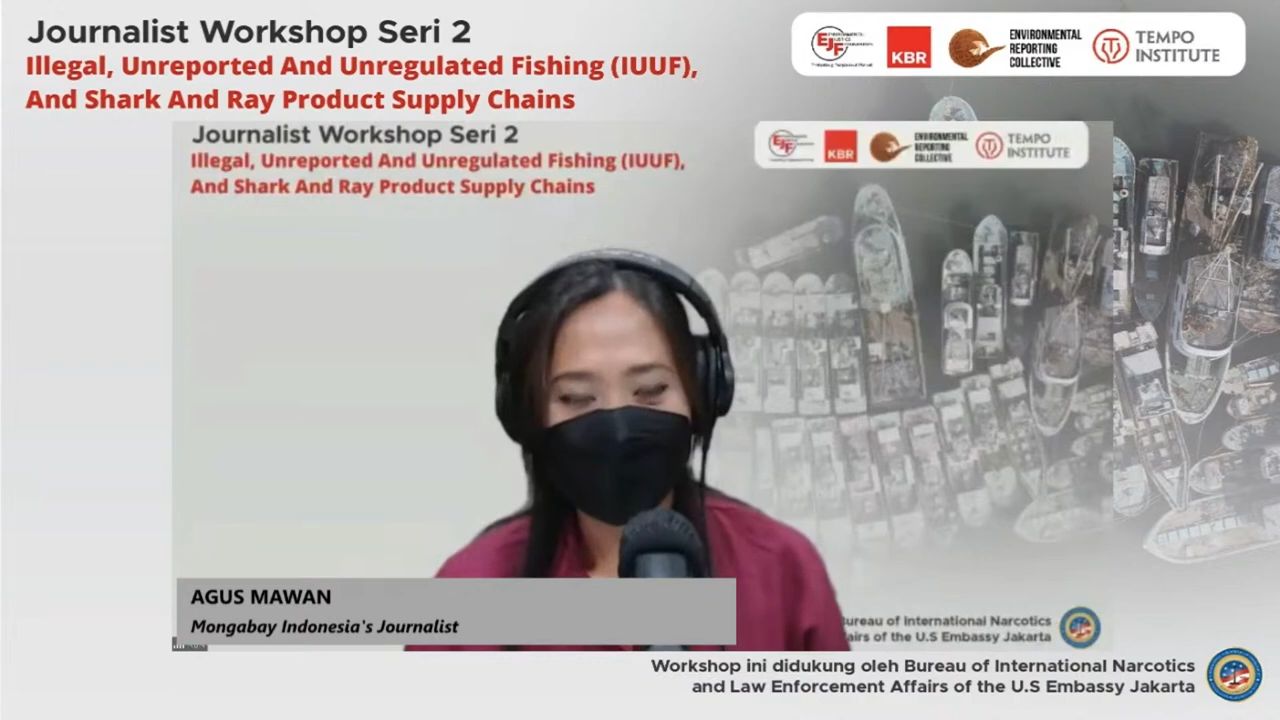 Journalist Workshop Seri 2
Illegal, Unreported And Unregulated Fishing (IUUF),
And Shark And Ray Product Supply Chains
EJF
KBR
ENVIRONMENTAL
REPORTING
COLLECTIVE
TEMPO
INSTITUTE
Journalist Workshop Seri 2
Illegal, Unreported And Unregulated Fishing (IUUF),
And Shark And Ray Product Supply Chains
EJF
KBR
ENVIRONMENTAL
REPORTING
COLLECTIVE
TEMPO
INSTITUTE
AGUS MAWAN
Mongabay Indonesia's Journalist
of International Narcotics
of the U.S Embassy Jakarta
Workshop ini didukung oleh Bureau of International Narcotics
and Law Enforcement Affairs of the U.S Embassy Jakarta